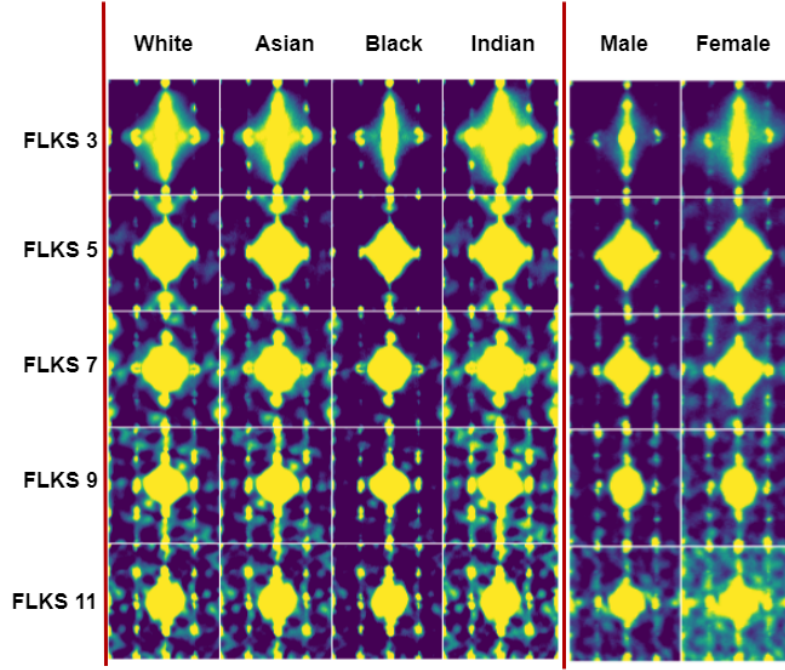 White Asian Black Indian Male Female
FLKS 3
FLKS 5
FLKS 7
FLKS 9
FLKS 11